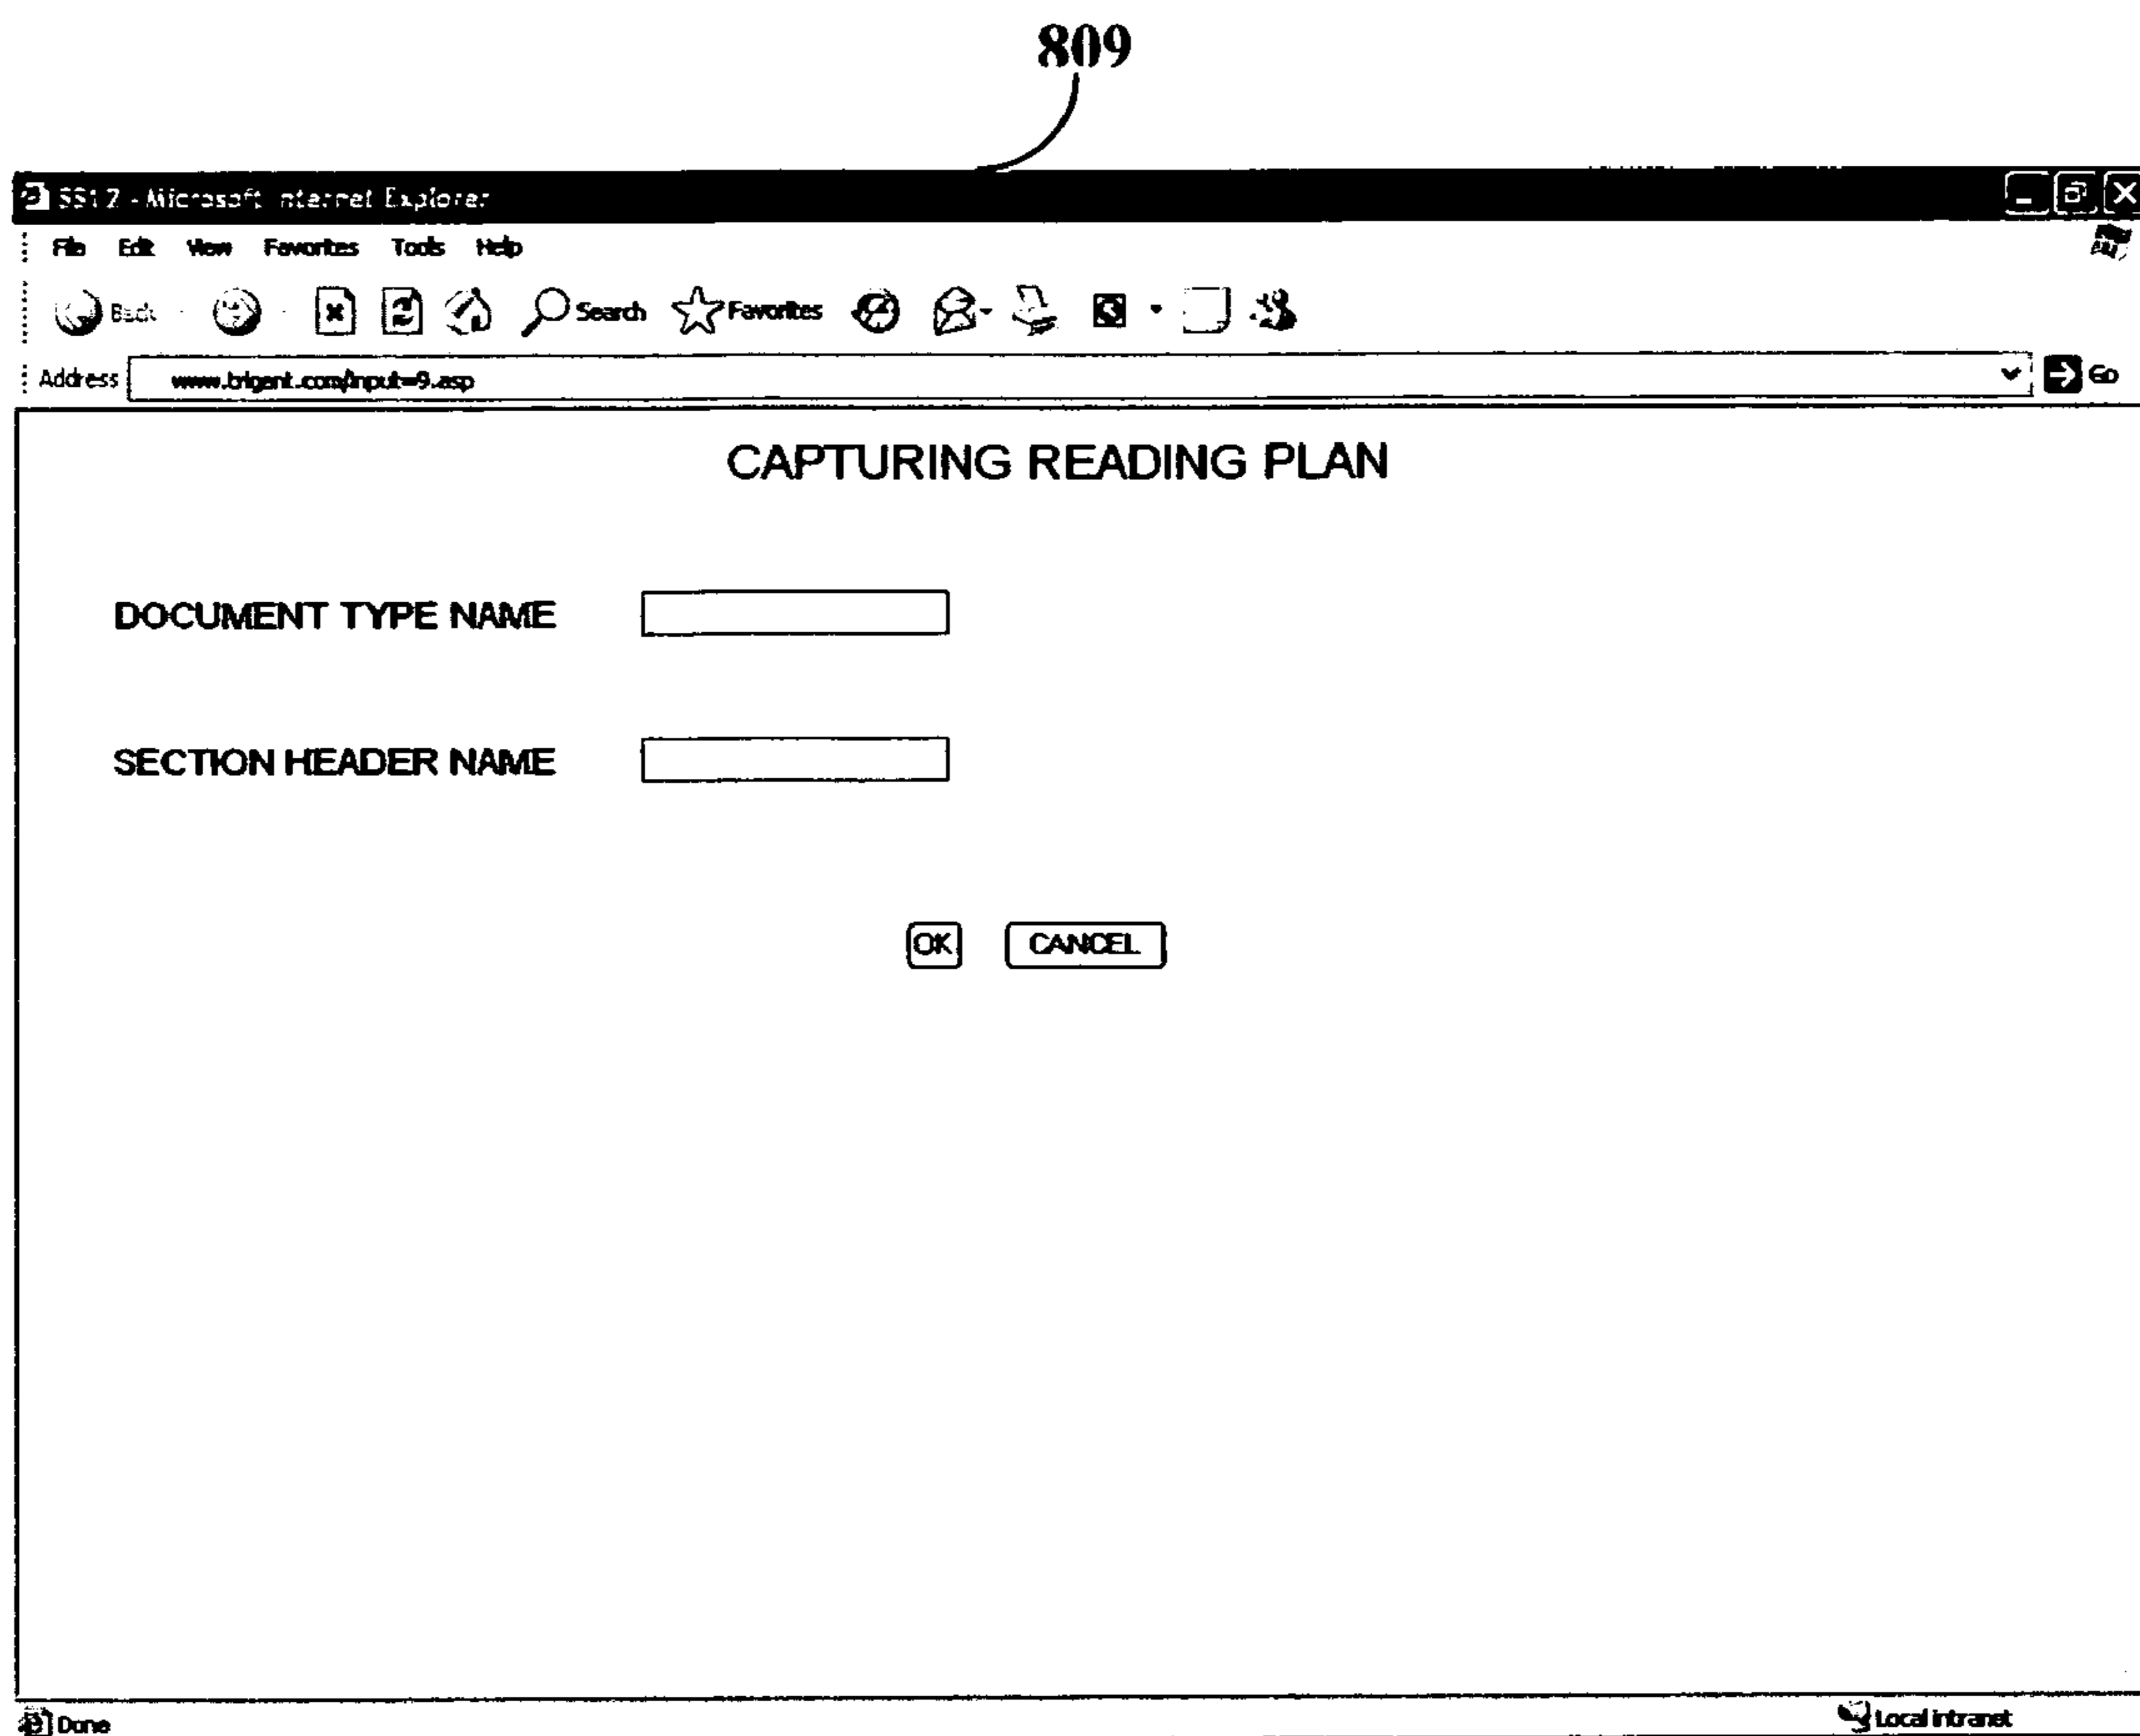 809
- Microsoft Internet Explorer
File Edit View Favorites Tools Help
Back Search Favorites
Address www.brigent.com/input=9.asp Go
CAPTURING READING PLAN
DOCUMENT TYPE NAME
SECTION HEADER NAME
OK CANCEL
Done Local intranet